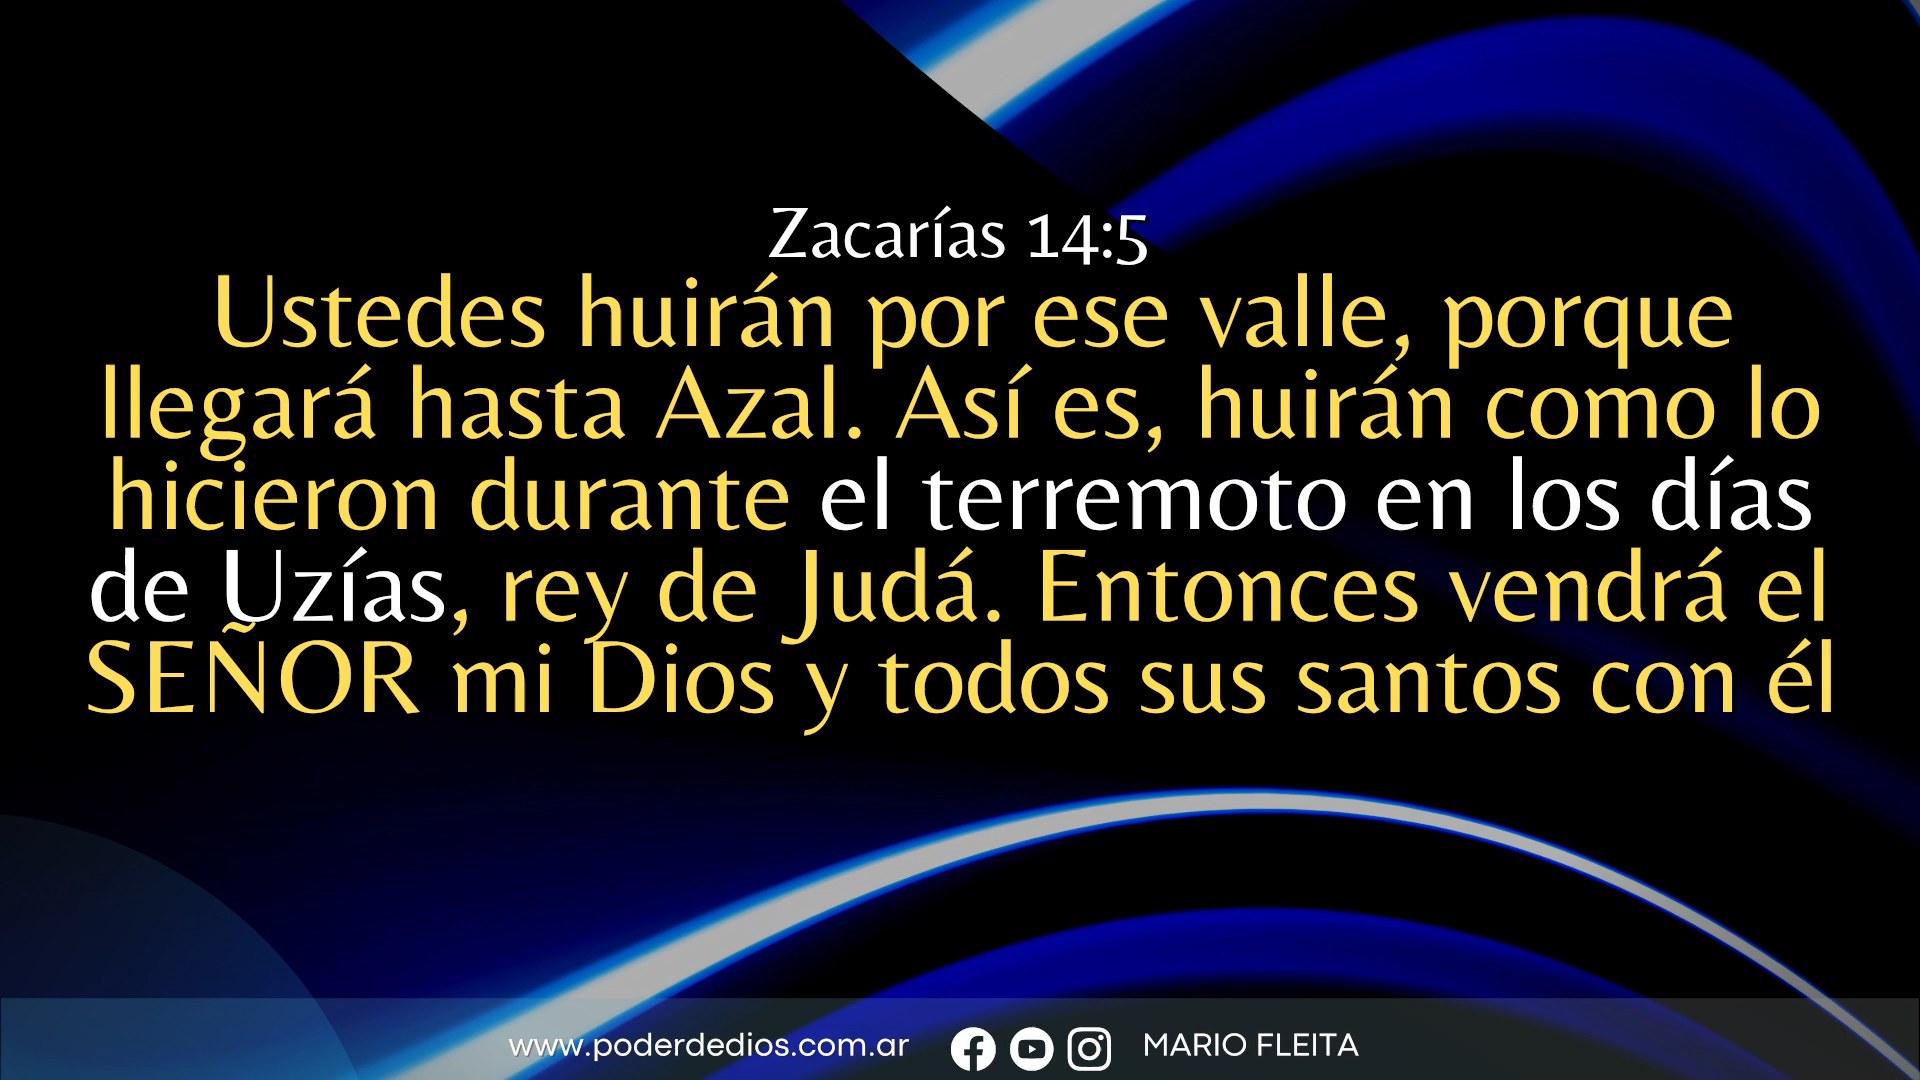 Zacarías 14:5
Ustedes huirán por ese valle, porque
llegará hasta Azal. Así es, huirán como lo
hicieron durante el terremoto en los días
de Uzías, rey de Judá. Entonces vendrá el
SEÑOR mi Dios y todos sus santos con él
www.poderdedios.com.ar MARIO FLEITA